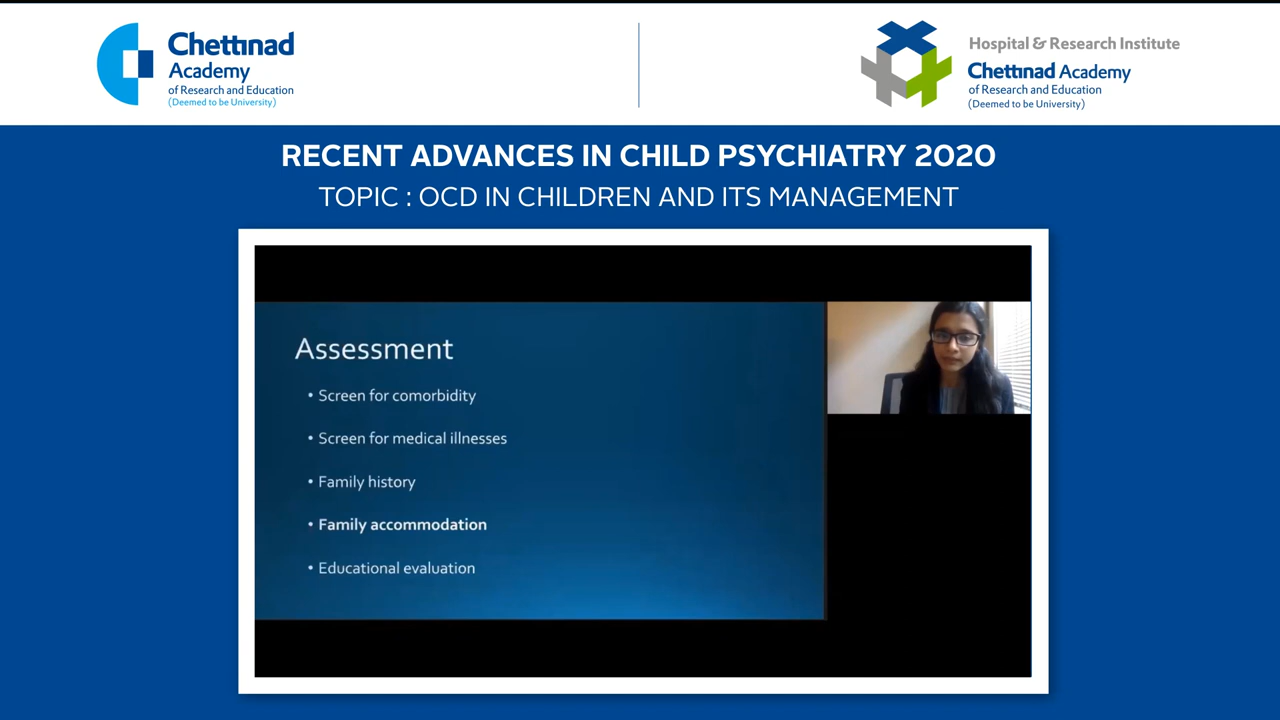 Chettinad
Academy
of Research and Education
(Deemed to be University)
Hospital & Research Institute
Chettinad Academy
of Research and Education
(Deemed to be University)
RECENT ADVANCES IN CHILD PSYCHIATRY 2020
TOPIC : OCD IN CHILDREN AND ITS MANAGEMENT
Assessment
• Screen for comorbidity
• Screen for medical illnesses
• Family history
• Family accommodation
• Educational evaluation